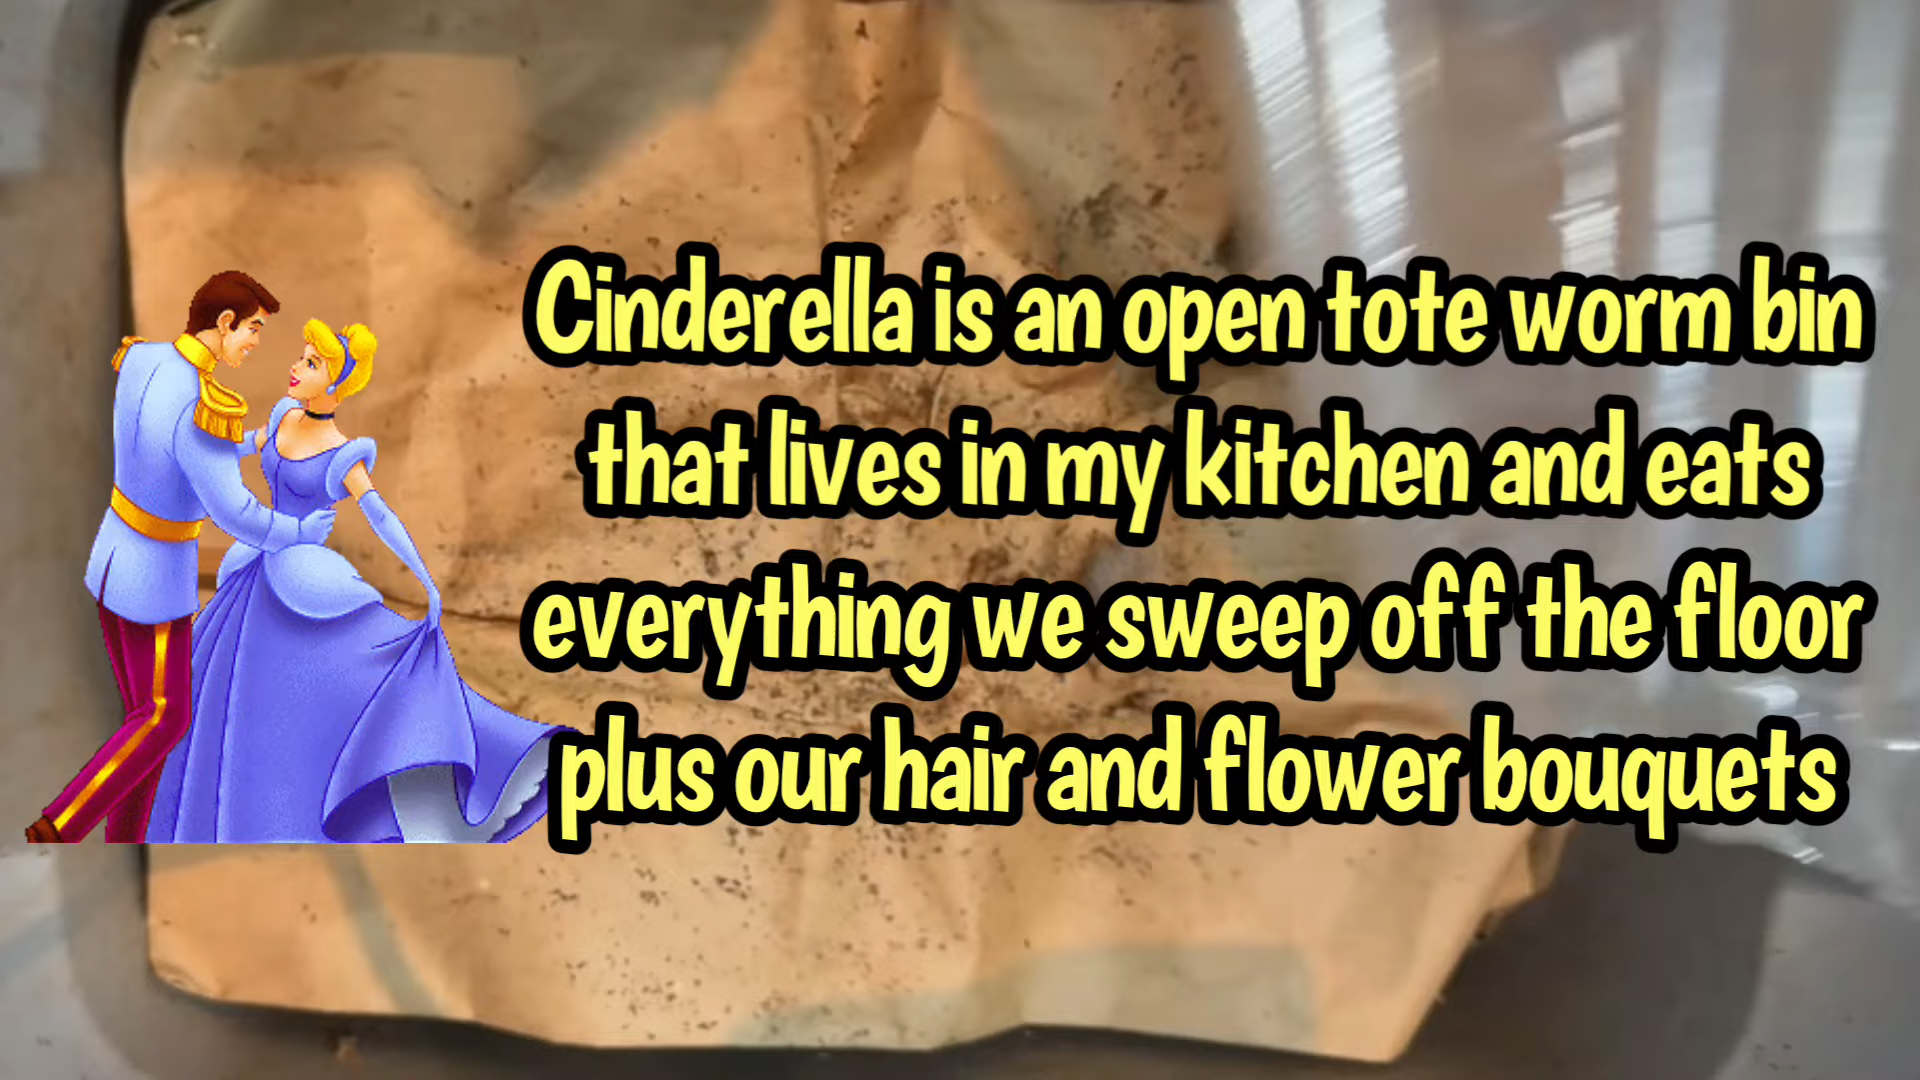 Cinderella is an open tote worm bin
that lives in my kitchen and eats
everything we sweep off the floor
plus our hair and flower bouquets